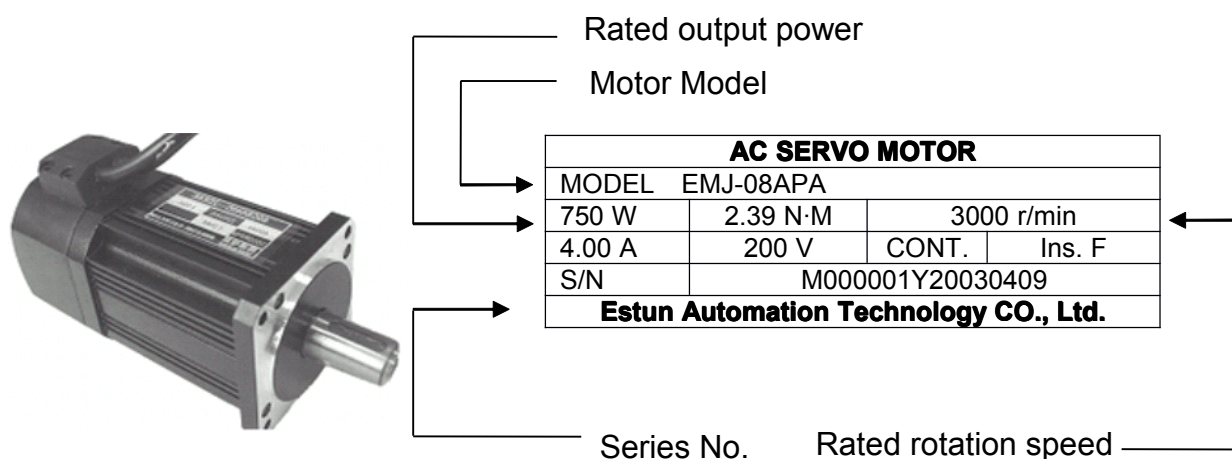 Rated output power
Motor Model
AC SERVO MOTOR
MODEL EMJ-08APA
750 W 2.39 N·M 3000 r/min
4.00 A 200 V CONT. Ins. F
S/N M000001Y20030409
Estun Automation Technology CO., Ltd.
Series No. Rated rotation speed